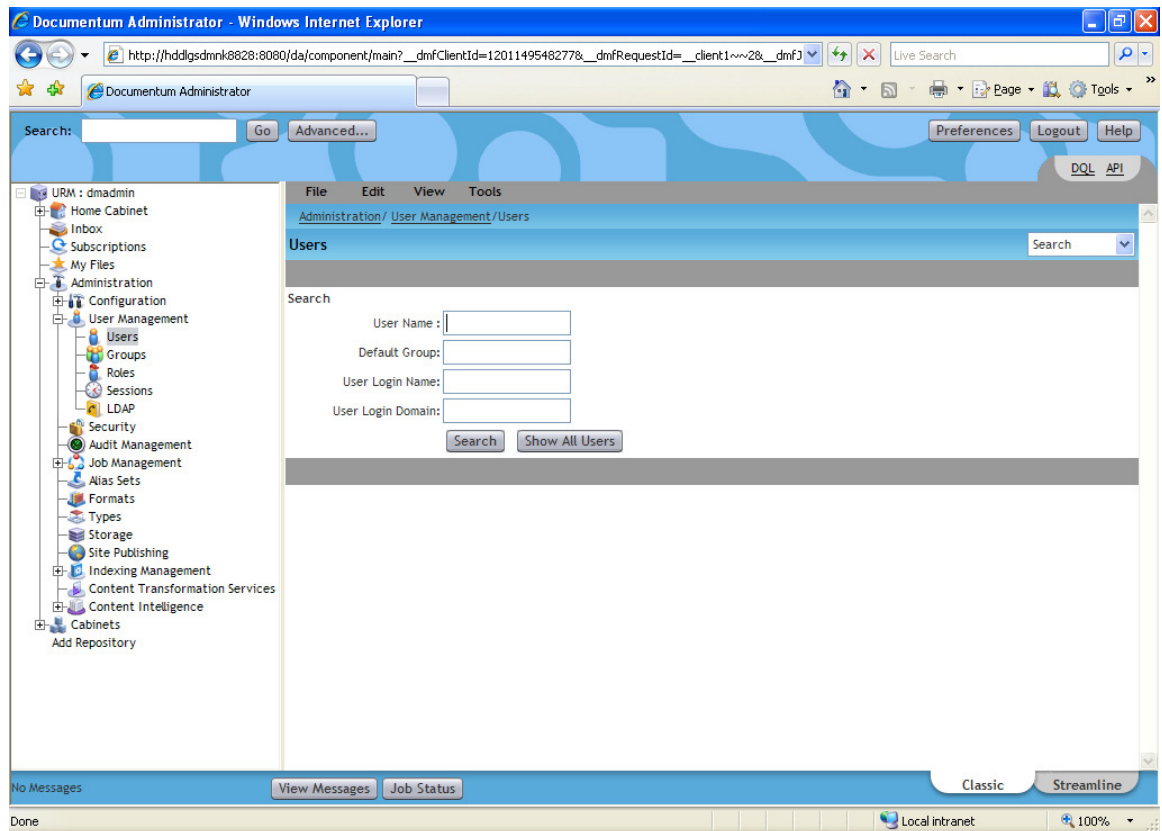 Documentum Administrator - Windows Internet Explorer
http://hddlgsdmnk8828:8080/da/component/main?__dmfClientId=1201149548277&__dmfRequestId=__client1~~2&__dmfJ
Live Search
Documentum Administrator
Page
Tools
»
Search:
Go
Advanced...
Preferences
Logout
Help
DQL API
URM : dmadmin
Home Cabinet
Inbox
Subscriptions
My Files
Administration
Configuration
User Management
Users
Groups
Roles
Sessions
LDAP
Security
Audit Management
Job Management
Alias Sets
Formats
Types
Storage
Site Publishing
Indexing Management
Content Transformation Services
Content Intelligence
Cabinets
Add Repository
File Edit View Tools
Administration/ User Management/Users
Users
Search
Search
User Name :
Default Group:
User Login Name:
User Login Domain:
Search
Show All Users
No Messages
View Messages
Job Status
Classic
Streamline
Done
Local intranet
100%